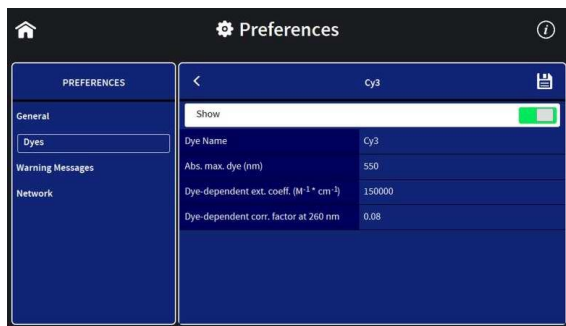 Preferences
i
PREFERENCES
Cy3
General
Show
Dyes
Dye Name
Cy3
Warning Messages
Abs. max. dye (nm)
550
Network
Dye-dependent ext. coeff. (M⁻¹ * cm⁻¹)
150000
Dye-dependent corr. factor at 260 nm
0.08